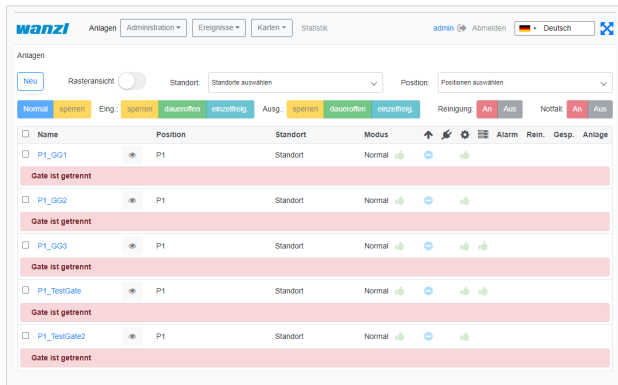 wanzl Anlagen Administration Ereignisse Karten Statistik admin Abmelden Deutsch
Anlagen
Neu Rasteransicht Standort: Standorte auswählen Position: Positionen auswählen
Normal sperren Eing.: sperren daueroffen einzelfreig. Ausg.: sperren daueroffen einzelfreig. Reinigung: An Aus Notfall: An Aus
Name Position Standort Modus Alarm Rein. Gesp. Anlage
P1_GG1 P1 Standort Normal
Gate ist getrennt
P1_GG2 P1 Standort Normal
Gate ist getrennt
P1_GG3 P1 Standort Normal
Gate ist getrennt
P1_TestGate P1 Standort Normal
Gate ist getrennt
P1_TestGate2 P1 Standort Normal
Gate ist getrennt